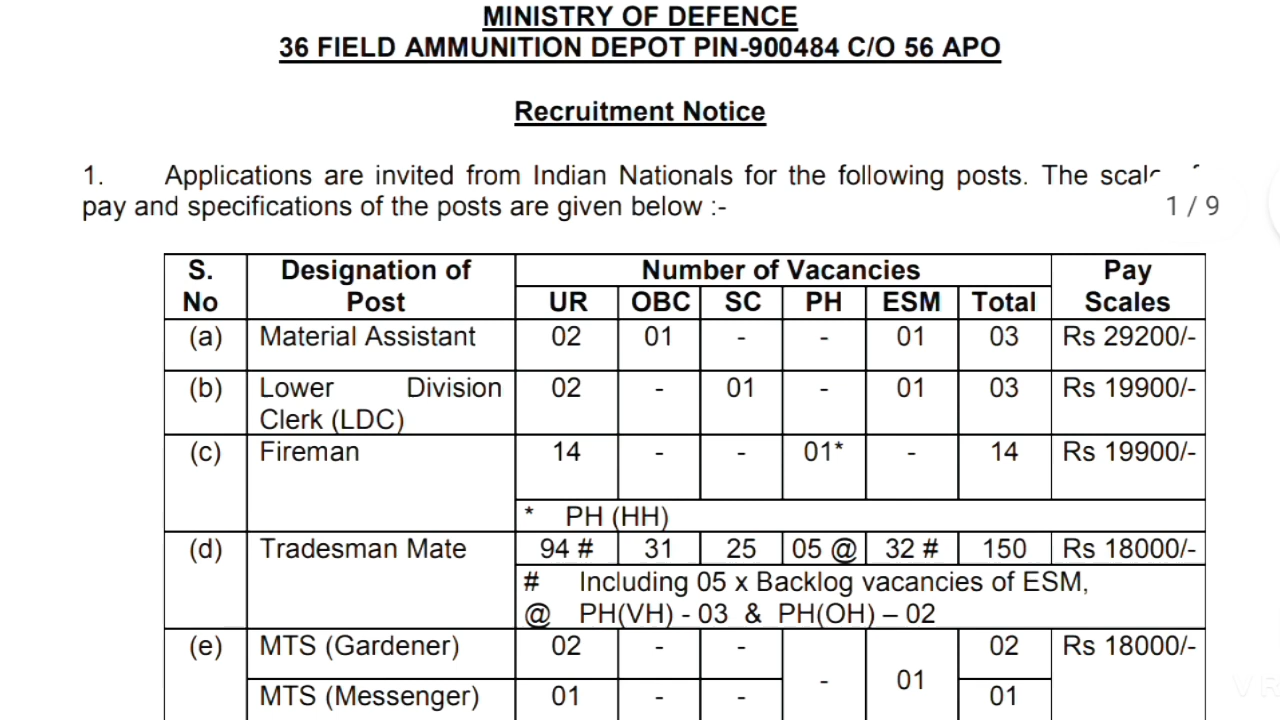 MINISTRY OF DEFENCE
36 FIELD AMMUNITION DEPOT PIN-900484 C/O 56 APO
Recruitment Notice
1. Applications are invited from Indian Nationals for the following posts. The
pay and specifications of the posts are given below :-
1 / 9
S. No Designation of Post Number of Vacancies Pay Scales
UR OBC SC PH ESM Total
(a) Material Assistant 02 01 - - 01 03 Rs 29200/-
(b) Lower Division 02 - 01 - 01 03 Rs 19900/-
Clerk (LDC)
(c) Fireman 14 - - 01* - 14 Rs 19900/-
* PH (HH)
(d) Tradesman Mate 94 # 31 25 05 @ 32 # 150 Rs 18000/-
# Including 05 x Backlog vacancies of ESM,
@ PH(VH) - 03 & PH(OH) – 02
(e) MTS (Gardener) 02 - - - 01 02 Rs 18000/-
MTS (Messenger) 01 - - 01